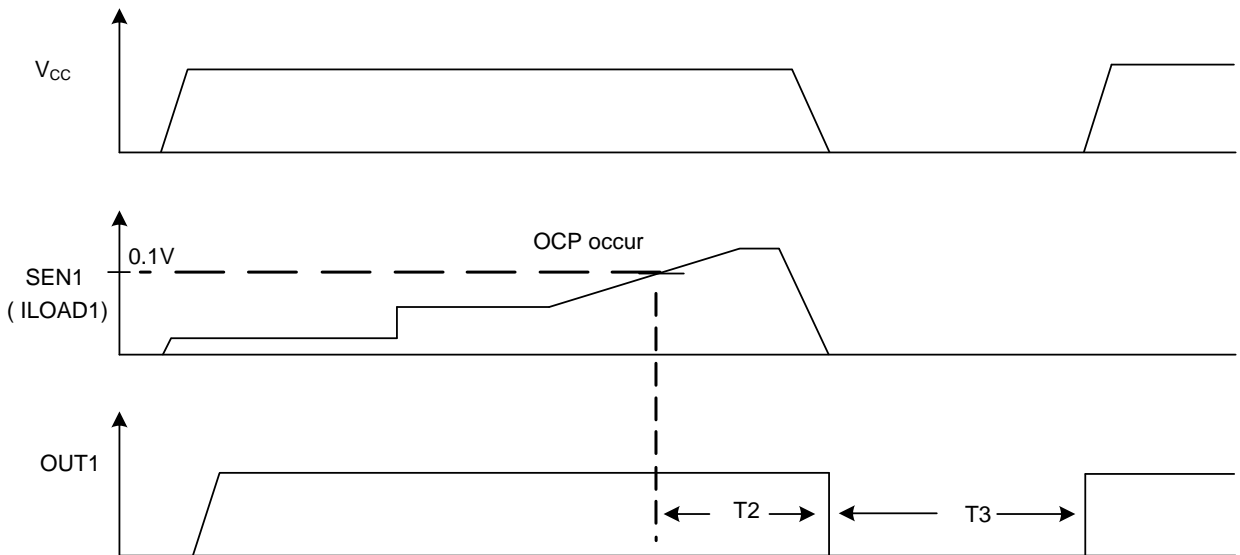 VCC
OCP occur
0.1V
SEN1
( ILOAD1)
OUT1
T2
T3